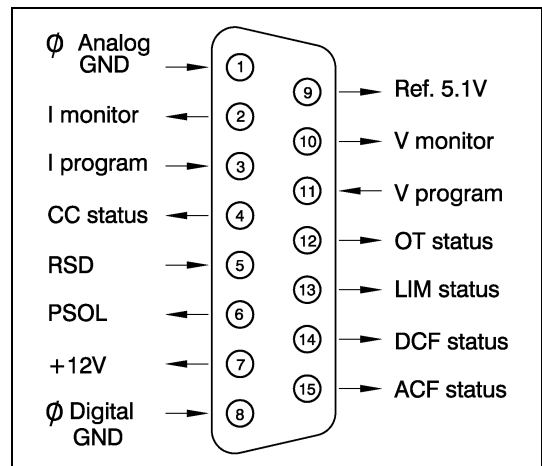 Ø Analog
GND
1
I monitor
2
I program
3
CC status
4
RSD
5
PSOL
6
+12V
7
Ø Digital
GND
8
9
Ref. 5.1V
10
V monitor
11
V program
12
OT status
13
LIM status
14
DCF status
15
ACF status